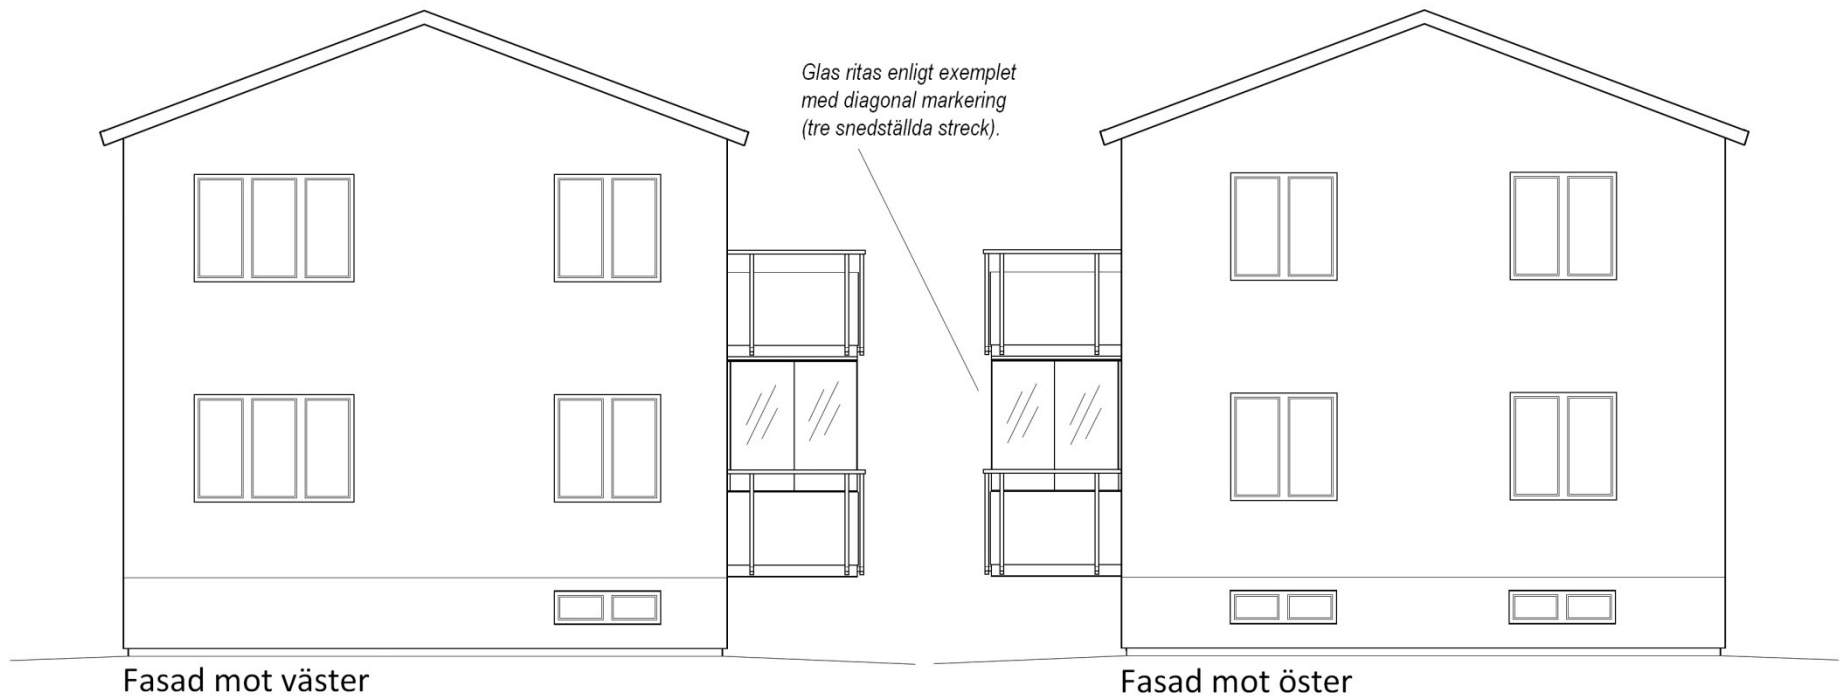 Glas ritas enligt exemplet
med diagonal markering
(tre snedställda streck).
Fasad mot väster
Fasad mot öster